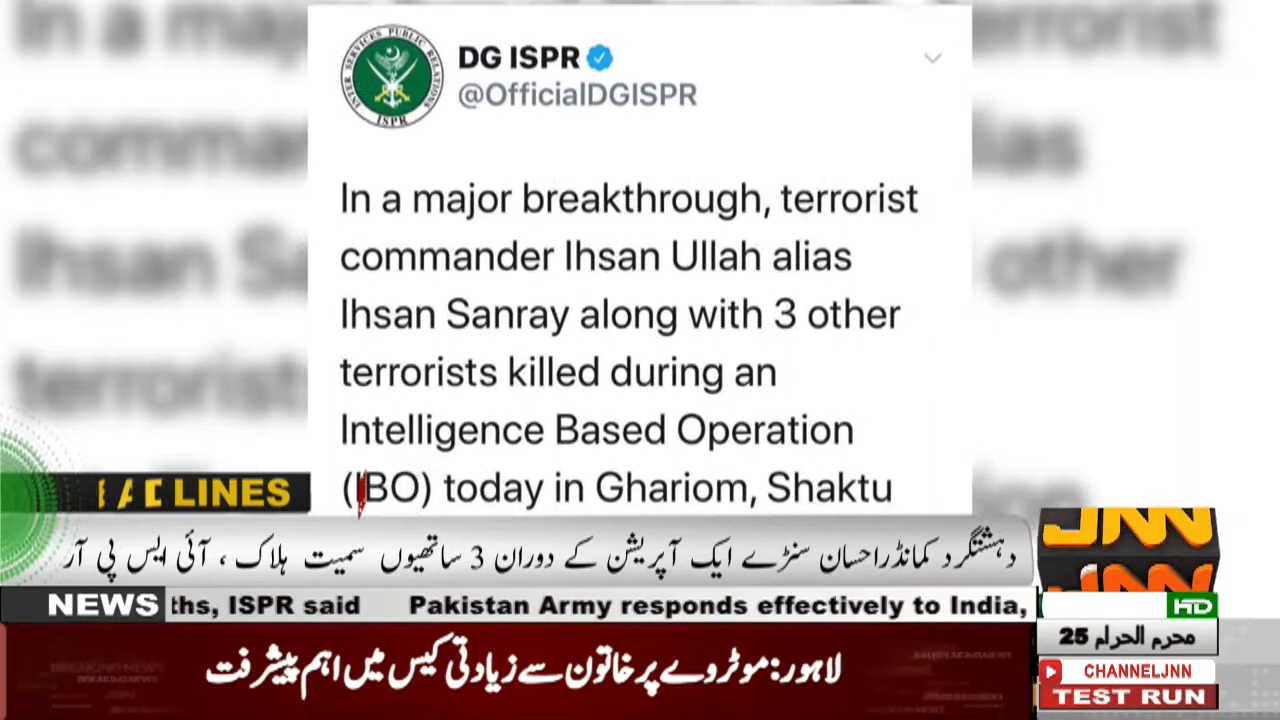 DG ISPR
@OfficialDGISPR
In a major breakthrough, terrorist
commander Ihsan Ullah alias
Ihsan Sanray along with 3 other
terrorists killed during an
Intelligence Based Operation
(IBO) today in Ghariom, Shaktu
LINES
دہشتگرد کمانڈراحسان سنڑے ایک آپریشن کے دوران 3 ساتھیوں سمیت ہلاک ، آئی ایس پی آر
JNN
NEWS
ths, ISPR said Pakistan Army responds effectively to India,
HD
25 محرم الحرام
لاہور: موٹروے پر خاتون سے زیادتی کیس میں اہم پیشرفت
CHANNELJNN
TEST RUN